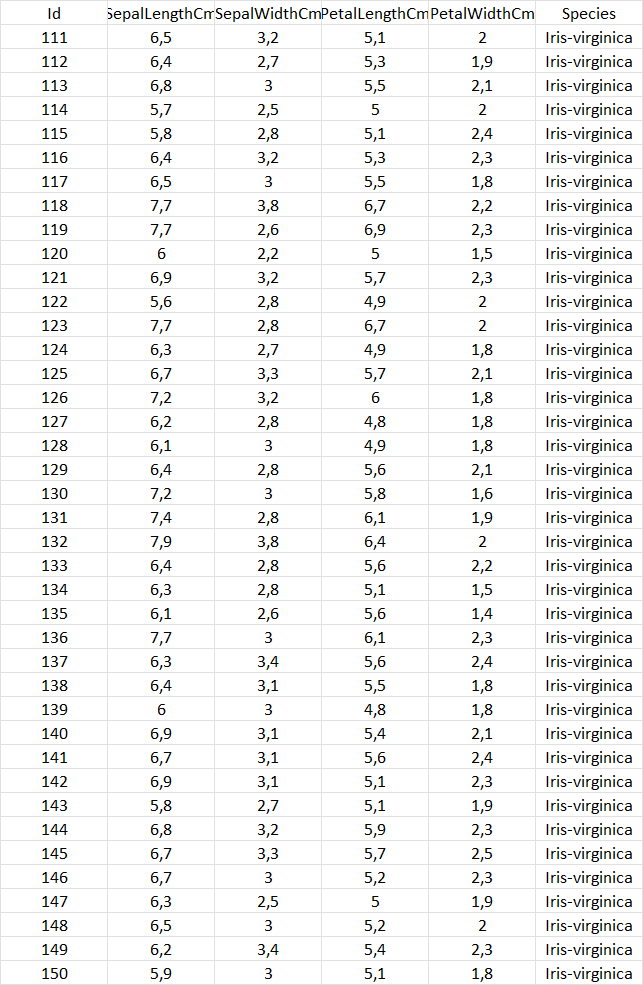 Id SepalLengthCm SepalWidthCm PetalLengthCm PetalWidthCm Species
111 6,5 3,2 5,1 2 Iris-virginica
112 6,4 2,7 5,3 1,9 Iris-virginica
113 6,8 3 5,5 2,1 Iris-virginica
114 5,7 2,5 5 2 Iris-virginica
115 5,8 2,8 5,1 2,4 Iris-virginica
116 6,4 3,2 5,3 2,3 Iris-virginica
117 6,5 3 5,5 1,8 Iris-virginica
118 7,7 3,8 6,7 2,2 Iris-virginica
119 7,7 2,6 6,9 2,3 Iris-virginica
120 6 2,2 5 1,5 Iris-virginica
121 6,9 3,2 5,7 2,3 Iris-virginica
122 5,6 2,8 4,9 2 Iris-virginica
123 7,7 2,8 6,7 2 Iris-virginica
124 6,3 2,7 4,9 1,8 Iris-virginica
125 6,7 3,3 5,7 2,1 Iris-virginica
126 7,2 3,2 6 1,8 Iris-virginica
127 6,2 2,8 4,8 1,8 Iris-virginica
128 6,1 3 4,9 1,8 Iris-virginica
129 6,4 2,8 5,6 2,1 Iris-virginica
130 7,2 3 5,8 1,6 Iris-virginica
131 7,4 2,8 6,1 1,9 Iris-virginica
132 7,9 3,8 6,4 2 Iris-virginica
133 6,4 2,8 5,6 2,2 Iris-virginica
134 6,3 2,8 5,1 1,5 Iris-virginica
135 6,1 2,6 5,6 1,4 Iris-virginica
136 7,7 3 6,1 2,3 Iris-virginica
137 6,3 3,4 5,6 2,4 Iris-virginica
138 6,4 3,1 5,5 1,8 Iris-virginica
139 6 3 4,8 1,8 Iris-virginica
140 6,9 3,1 5,4 2,1 Iris-virginica
141 6,7 3,1 5,6 2,4 Iris-virginica
142 6,9 3,1 5,1 2,3 Iris-virginica
143 5,8 2,7 5,1 1,9 Iris-virginica
144 6,8 3,2 5,9 2,3 Iris-virginica
145 6,7 3,3 5,7 2,5 Iris-virginica
146 6,7 3 5,2 2,3 Iris-virginica
147 6,3 2,5 5 1,9 Iris-virginica
148 6,5 3 5,2 2 Iris-virginica
149 6,2 3,4 5,4 2,3 Iris-virginica
150 5,9 3 5,1 1,8 Iris-virginica